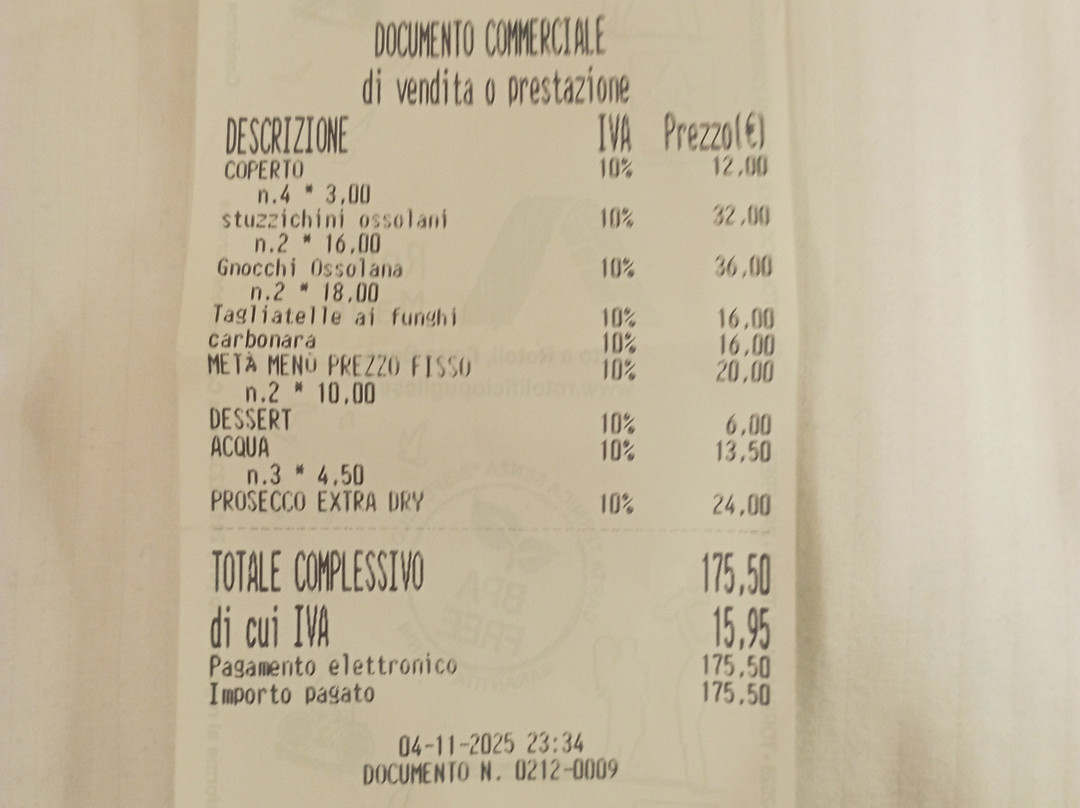 DOCUMENTO COMMERCIALE
di vendita o prestazione
DESCRIZIONE IVA Prezzo(€)
COPERTO 10% 12,00
n.4 * 3,00
stuzzichini ossolani 10% 32,00
n.2 * 16,00
Gnocchi Ossolana 10% 36,00
n.2 * 18,00
Tagliatelle ai funghi 10% 16,00
carbonara 10% 16,00
METÀ MENÙ PREZZO FISSO 10% 20,00
n.2 * 10,00
DESSERT 10% 6,00
ACQUA 10% 13,50
n.3 * 4,50
PROSECCO EXTRA DRY 10% 24,00
TOTALE COMPLESSIVO 175,50
di cui IVA 15,95
Pagamento elettronico 175,50
Importo pagato 175,50
04-11-2025 23:34
DOCUMENTO N. 0212-0009
BPA
FREE